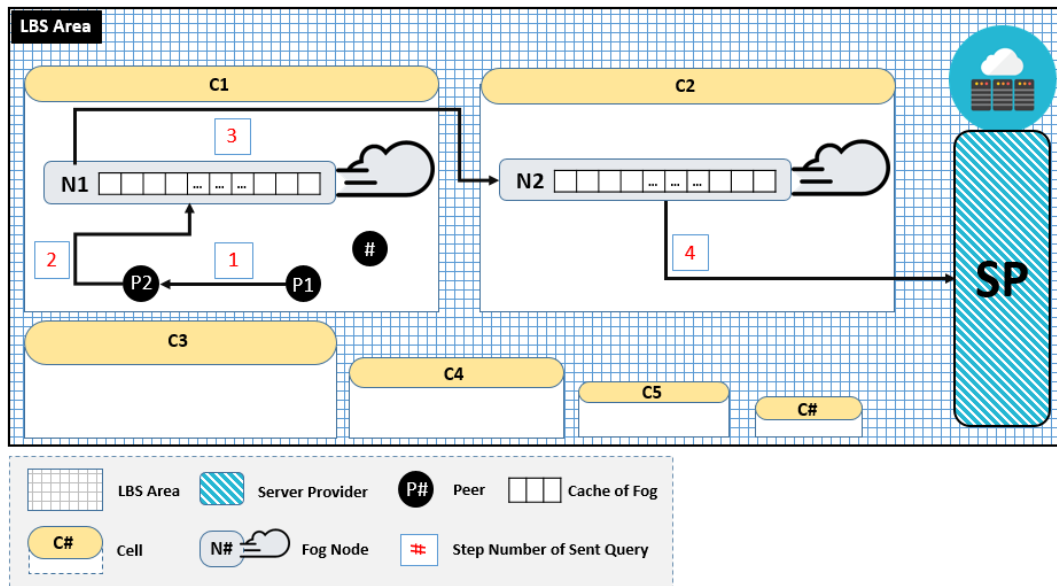 LBS Area
C1
C2
3
N1
... ... ...
N2
... ... ...
#
2
1
4
P2
P1
SP
C3
C4
C5
C#
LBS Area
Server Provider
P#
Peer
Cache of Fog
C#
Cell
N#
Fog Node
#
Step Number of Sent Query